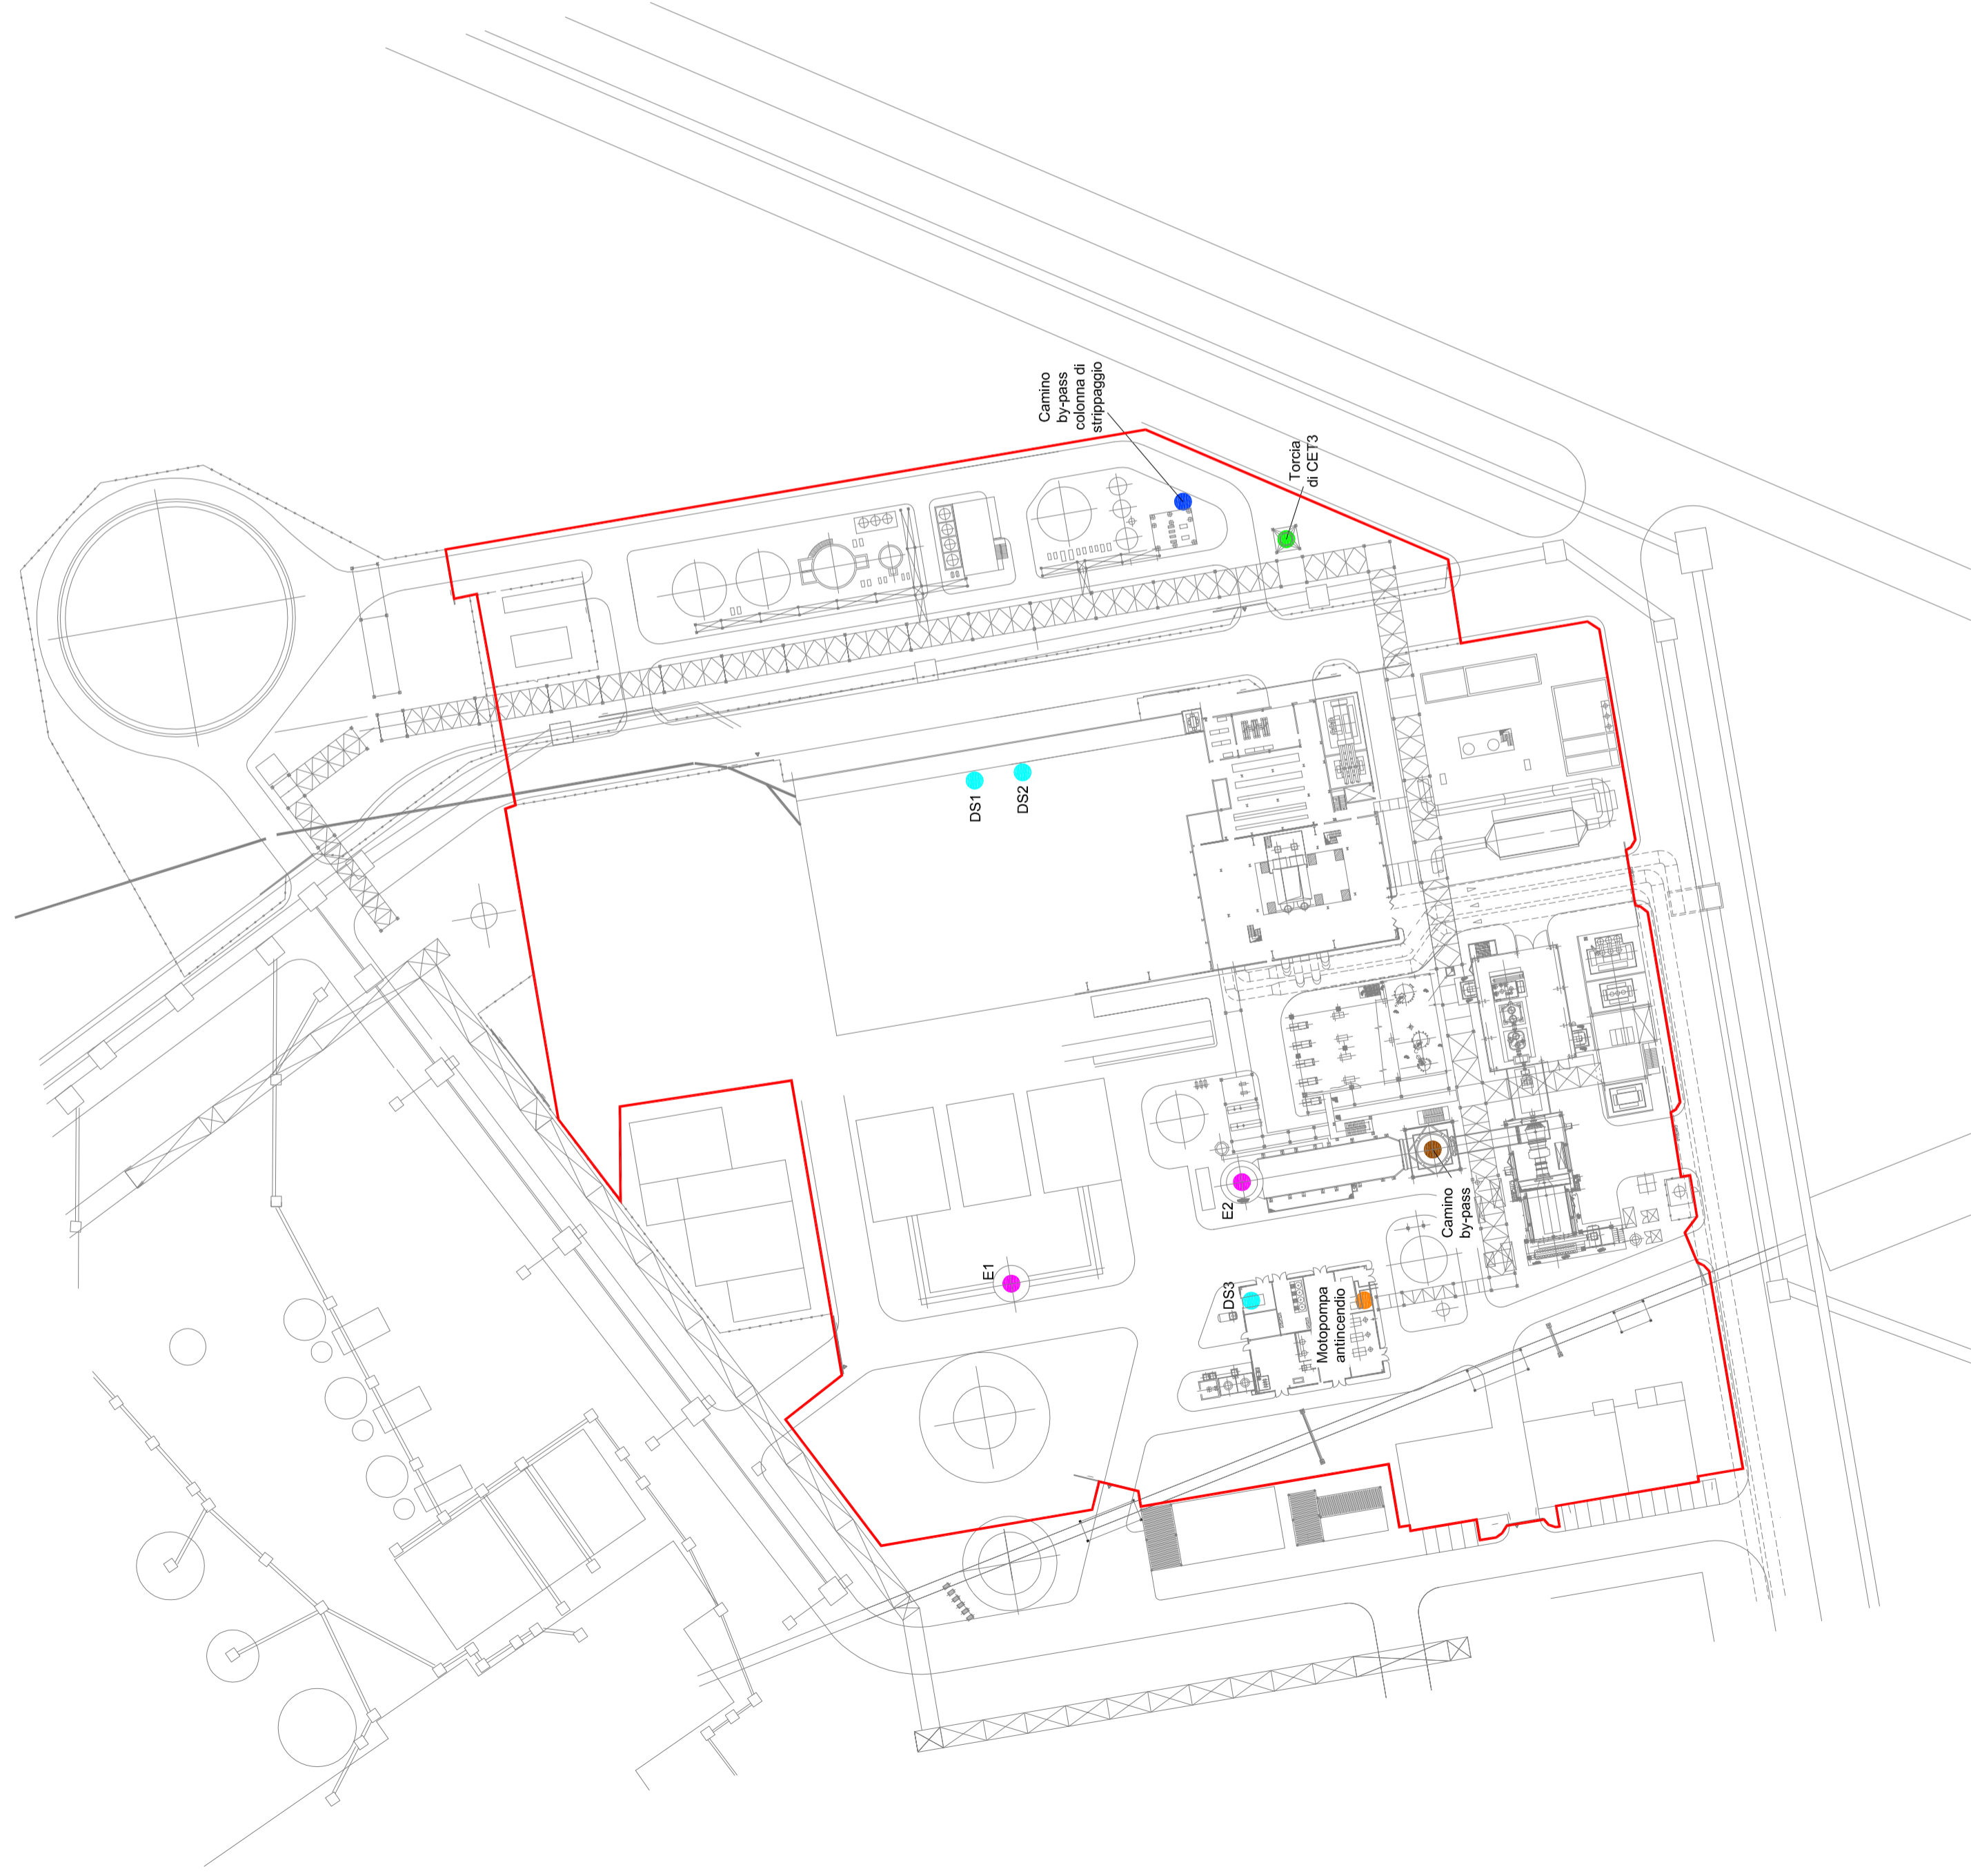 Camino
by-pass
colonna di
strippaggio
Torcia
di CET3
DS1
DS2
E2
Camino
by-pass
E1
DS3
Motopompa
antincendio